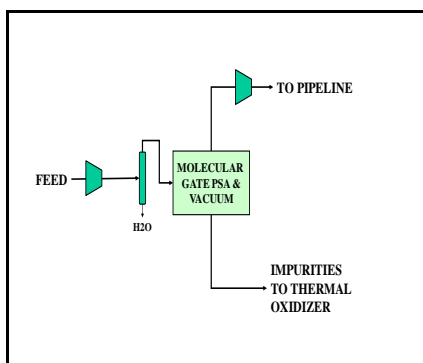 TO PIPELINE
MOLECULAR
GATE PSA &
VACUUM
FEED
H2O
IMPURITIES
TO THERMAL
OXIDIZER